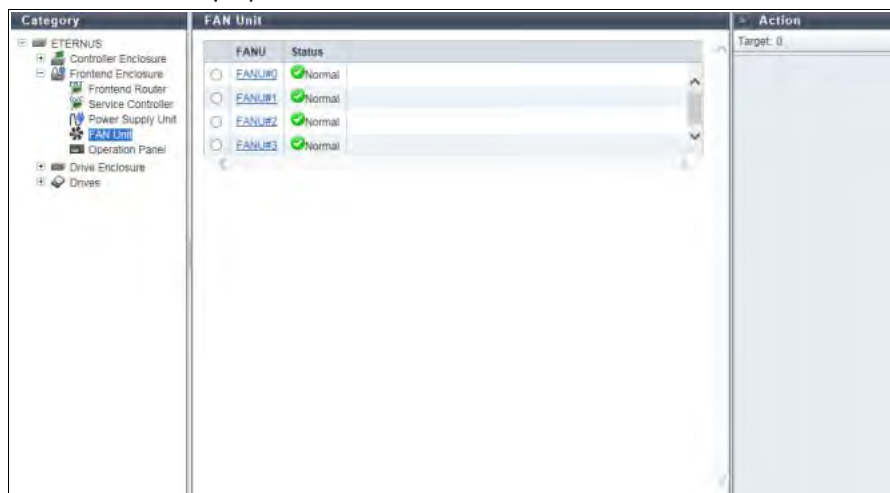 Category
ETERNUS
Controller Enclosure
Frontend Enclosure
Frontend Router
Service Controller
Power Supply Unit
FAN Unit
Operation Panel
Drive Enclosure
Drives
FAN Unit
FANU Status
FANU#0 Normal
FANU#1 Normal
FANU#2 Normal
FANU#3 Normal
Action
Target: 0